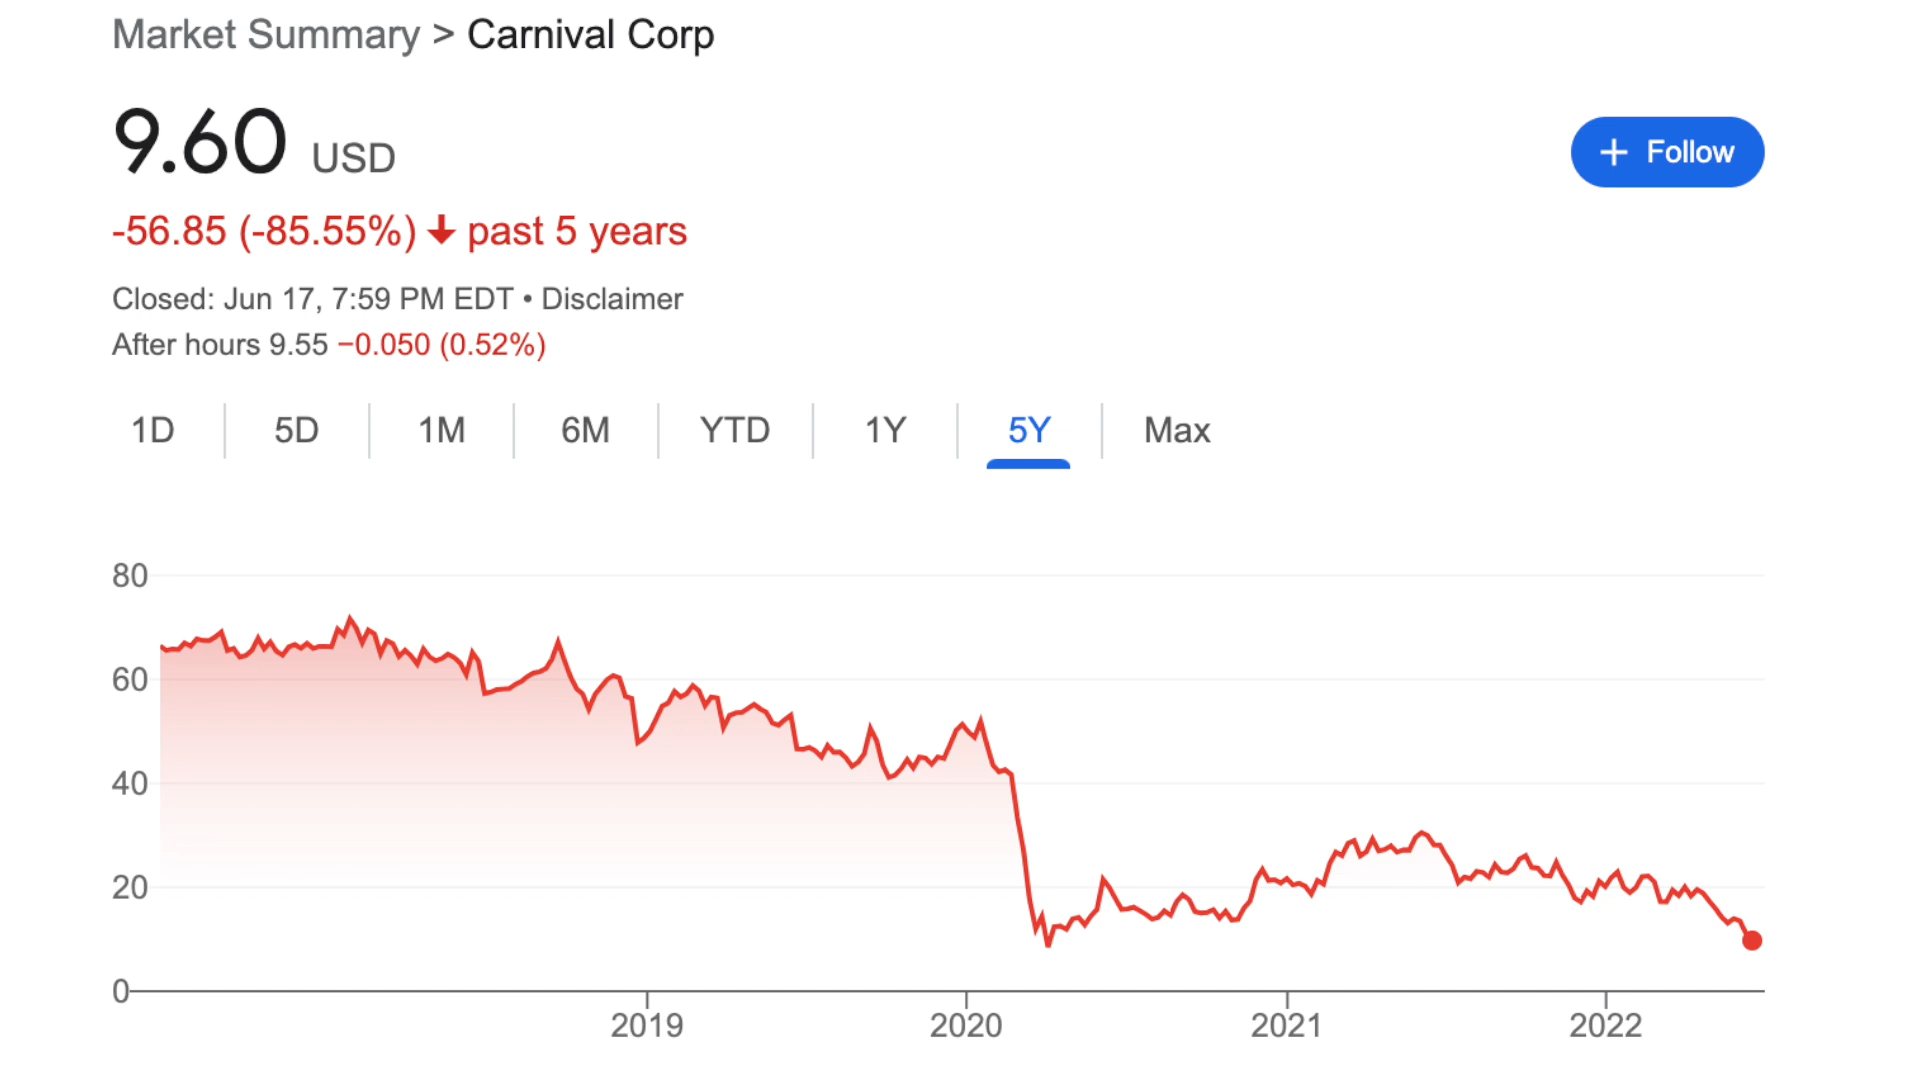 Market Summary > Carnival Corp
9.60 USD
+ Follow
-56.85 (-85.55%) ↓ past 5 years
Closed: Jun 17, 7:59 PM EDT • Disclaimer
After hours 9.55 −0.050 (0.52%)
1D 5D 1M 6M YTD 1Y 5Y Max
80
60
40
20
0
2019 2020 2021 2022